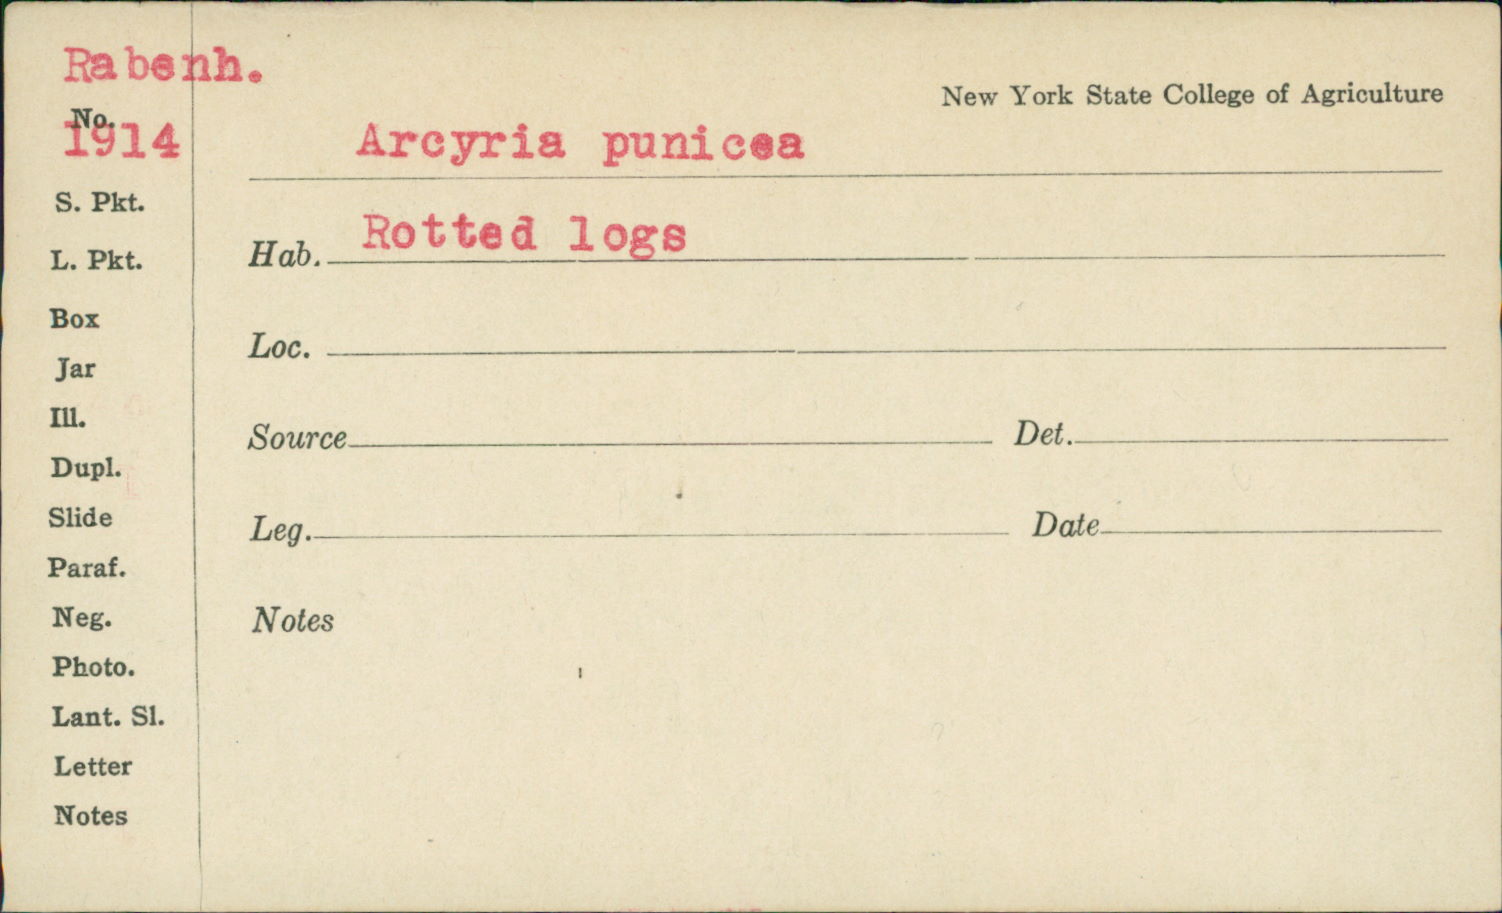 Rabenh.
New York State College of Agriculture
No.
1914
Arcyria punicea
S. Pkt.
Hab. Rotted logs
L. Pkt.
Box
Loc.
Jar
Ill.
Source Det.
Dupl.
Slide
Leg. Date
Paraf.
Neg.
Notes
Photo.
Lant. Sl.
Letter
Notes